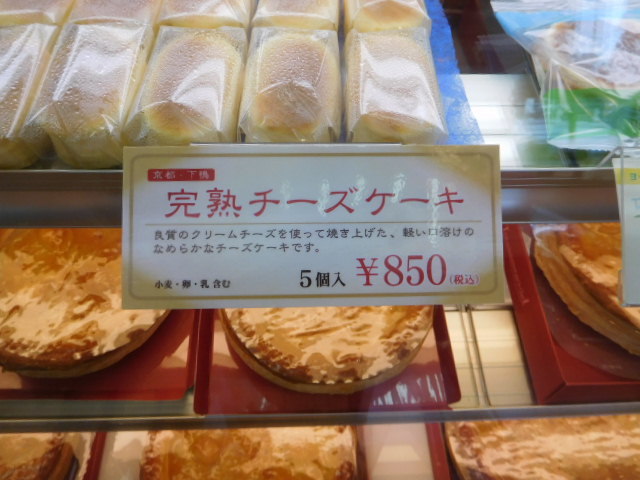 京都・下鴨
完熟チーズケーキ
良質のクリームチーズを使って焼き上げた、軽い口溶けの
なめらかなチーズケーキです。
小麦・卵・乳 含む
5個入 ¥850(税込)